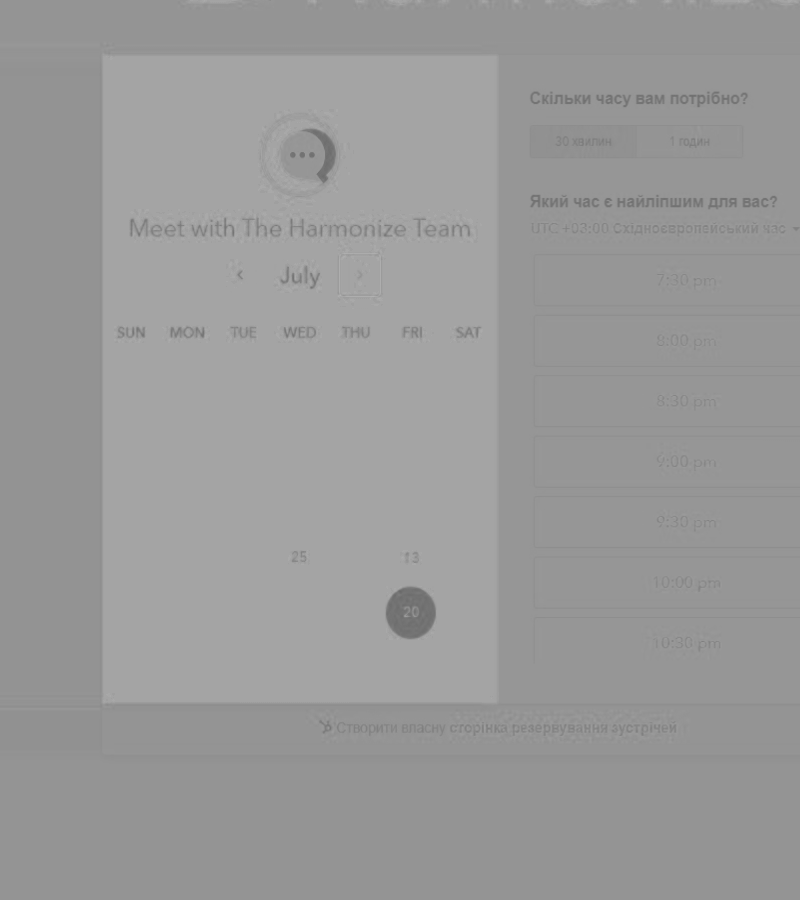 Meet with The Harmonize Team
July
SUN MON TUE WED THU FRI SAT
25 13
20
Скільки часу вам потрібно?
30 хвилин 1 годин
Який час є найліпшим для вас?
UTC +03:00 Східноєвропейський час
7:30 pm
8:00 pm
8:30 pm
9:00 pm
9:30 pm
10:00 pm
10:30 pm
Створити власну сторінка резервування зустрічей